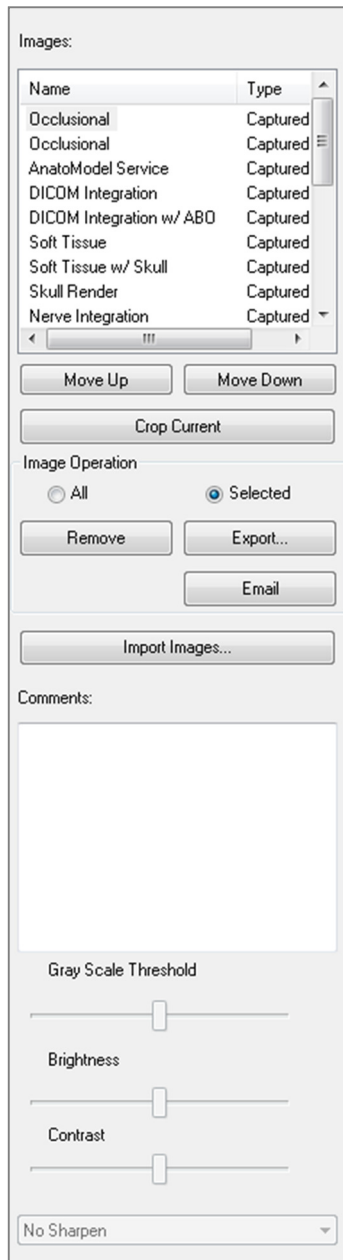 Images:
Name Type
Occlusional Captured
Occlusional Captured
AnatoModel Service Captured
DICOM Integration Captured
DICOM Integration w/ ABO Captured
Soft Tissue Captured
Soft Tissue w/ Skull Captured
Skull Render Captured
Nerve Integration Captured
Move Up Move Down
Crop Current
Image Operation
All Selected
Remove Export...
Email
Import Images...
Comments:
Gray Scale Threshold
Brightness
Contrast
No Sharpen